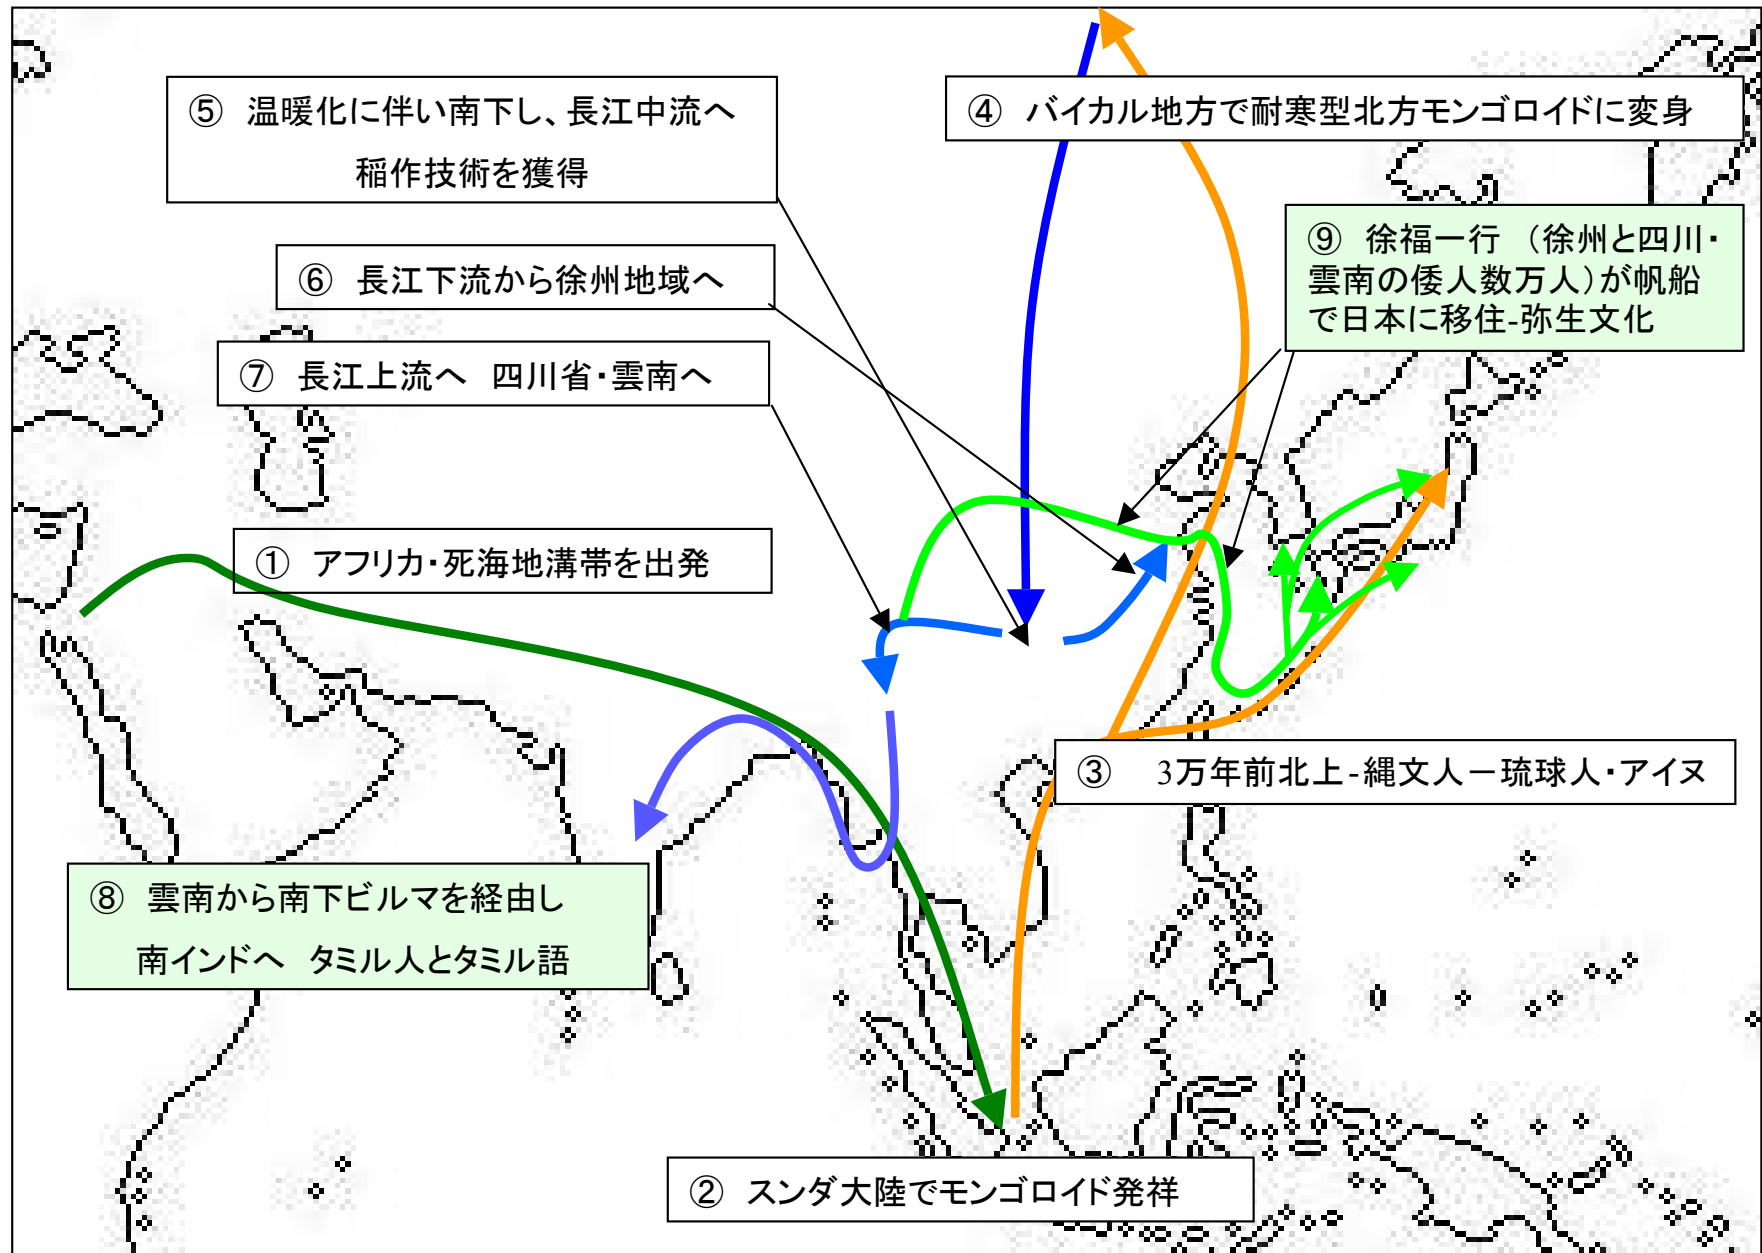 ⑤ 温暖化に伴い南下し、長江中流へ
稲作技術を獲得
④ バイカル地方で耐寒型北方モンゴロイドに変身
⑨ 徐福一行 （徐州と四川・
雲南の倭人数万人）が帆船
で日本に移住-弥生文化
⑥ 長江下流から徐州地域へ
⑦ 長江上流へ 四川省・雲南へ
① アフリカ・死海地溝帯を出発
③ 3万年前北上-縄文人－琉球人・アイヌ
⑧ 雲南から南下ビルマを経由し
南インドへ タミル人とタミル語
② スンダ大陸でモンゴロイド発祥